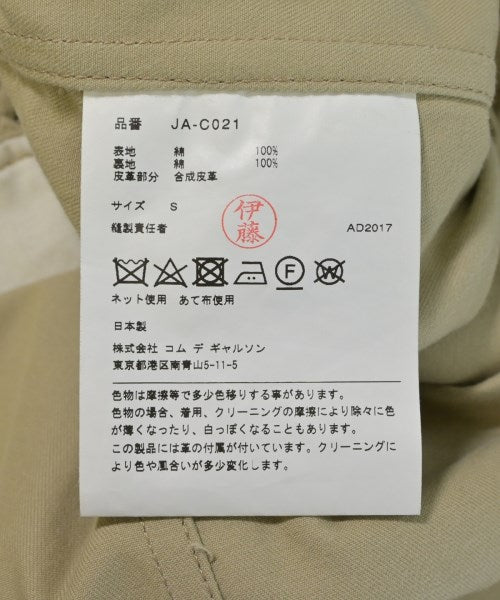 品番 JA-C021
表地 綿 100%
裏地 綿 100%
皮革部分 合成皮革
サイズ S
伊藤
縫製責任者 AD2017
F W
ネット使用 あて布使用
日本製
株式会社 コム デ ギャルソン
東京都港区南青山5-11-5
色物は摩擦等で多少色移りする事があります。
色物の場合、着用、クリーニングの摩擦により除々に色
が薄くなったり、白っぽくなることもあります。
この製品には革の付属が付いています。クリーニングに
より色や風合いが多少変化します。